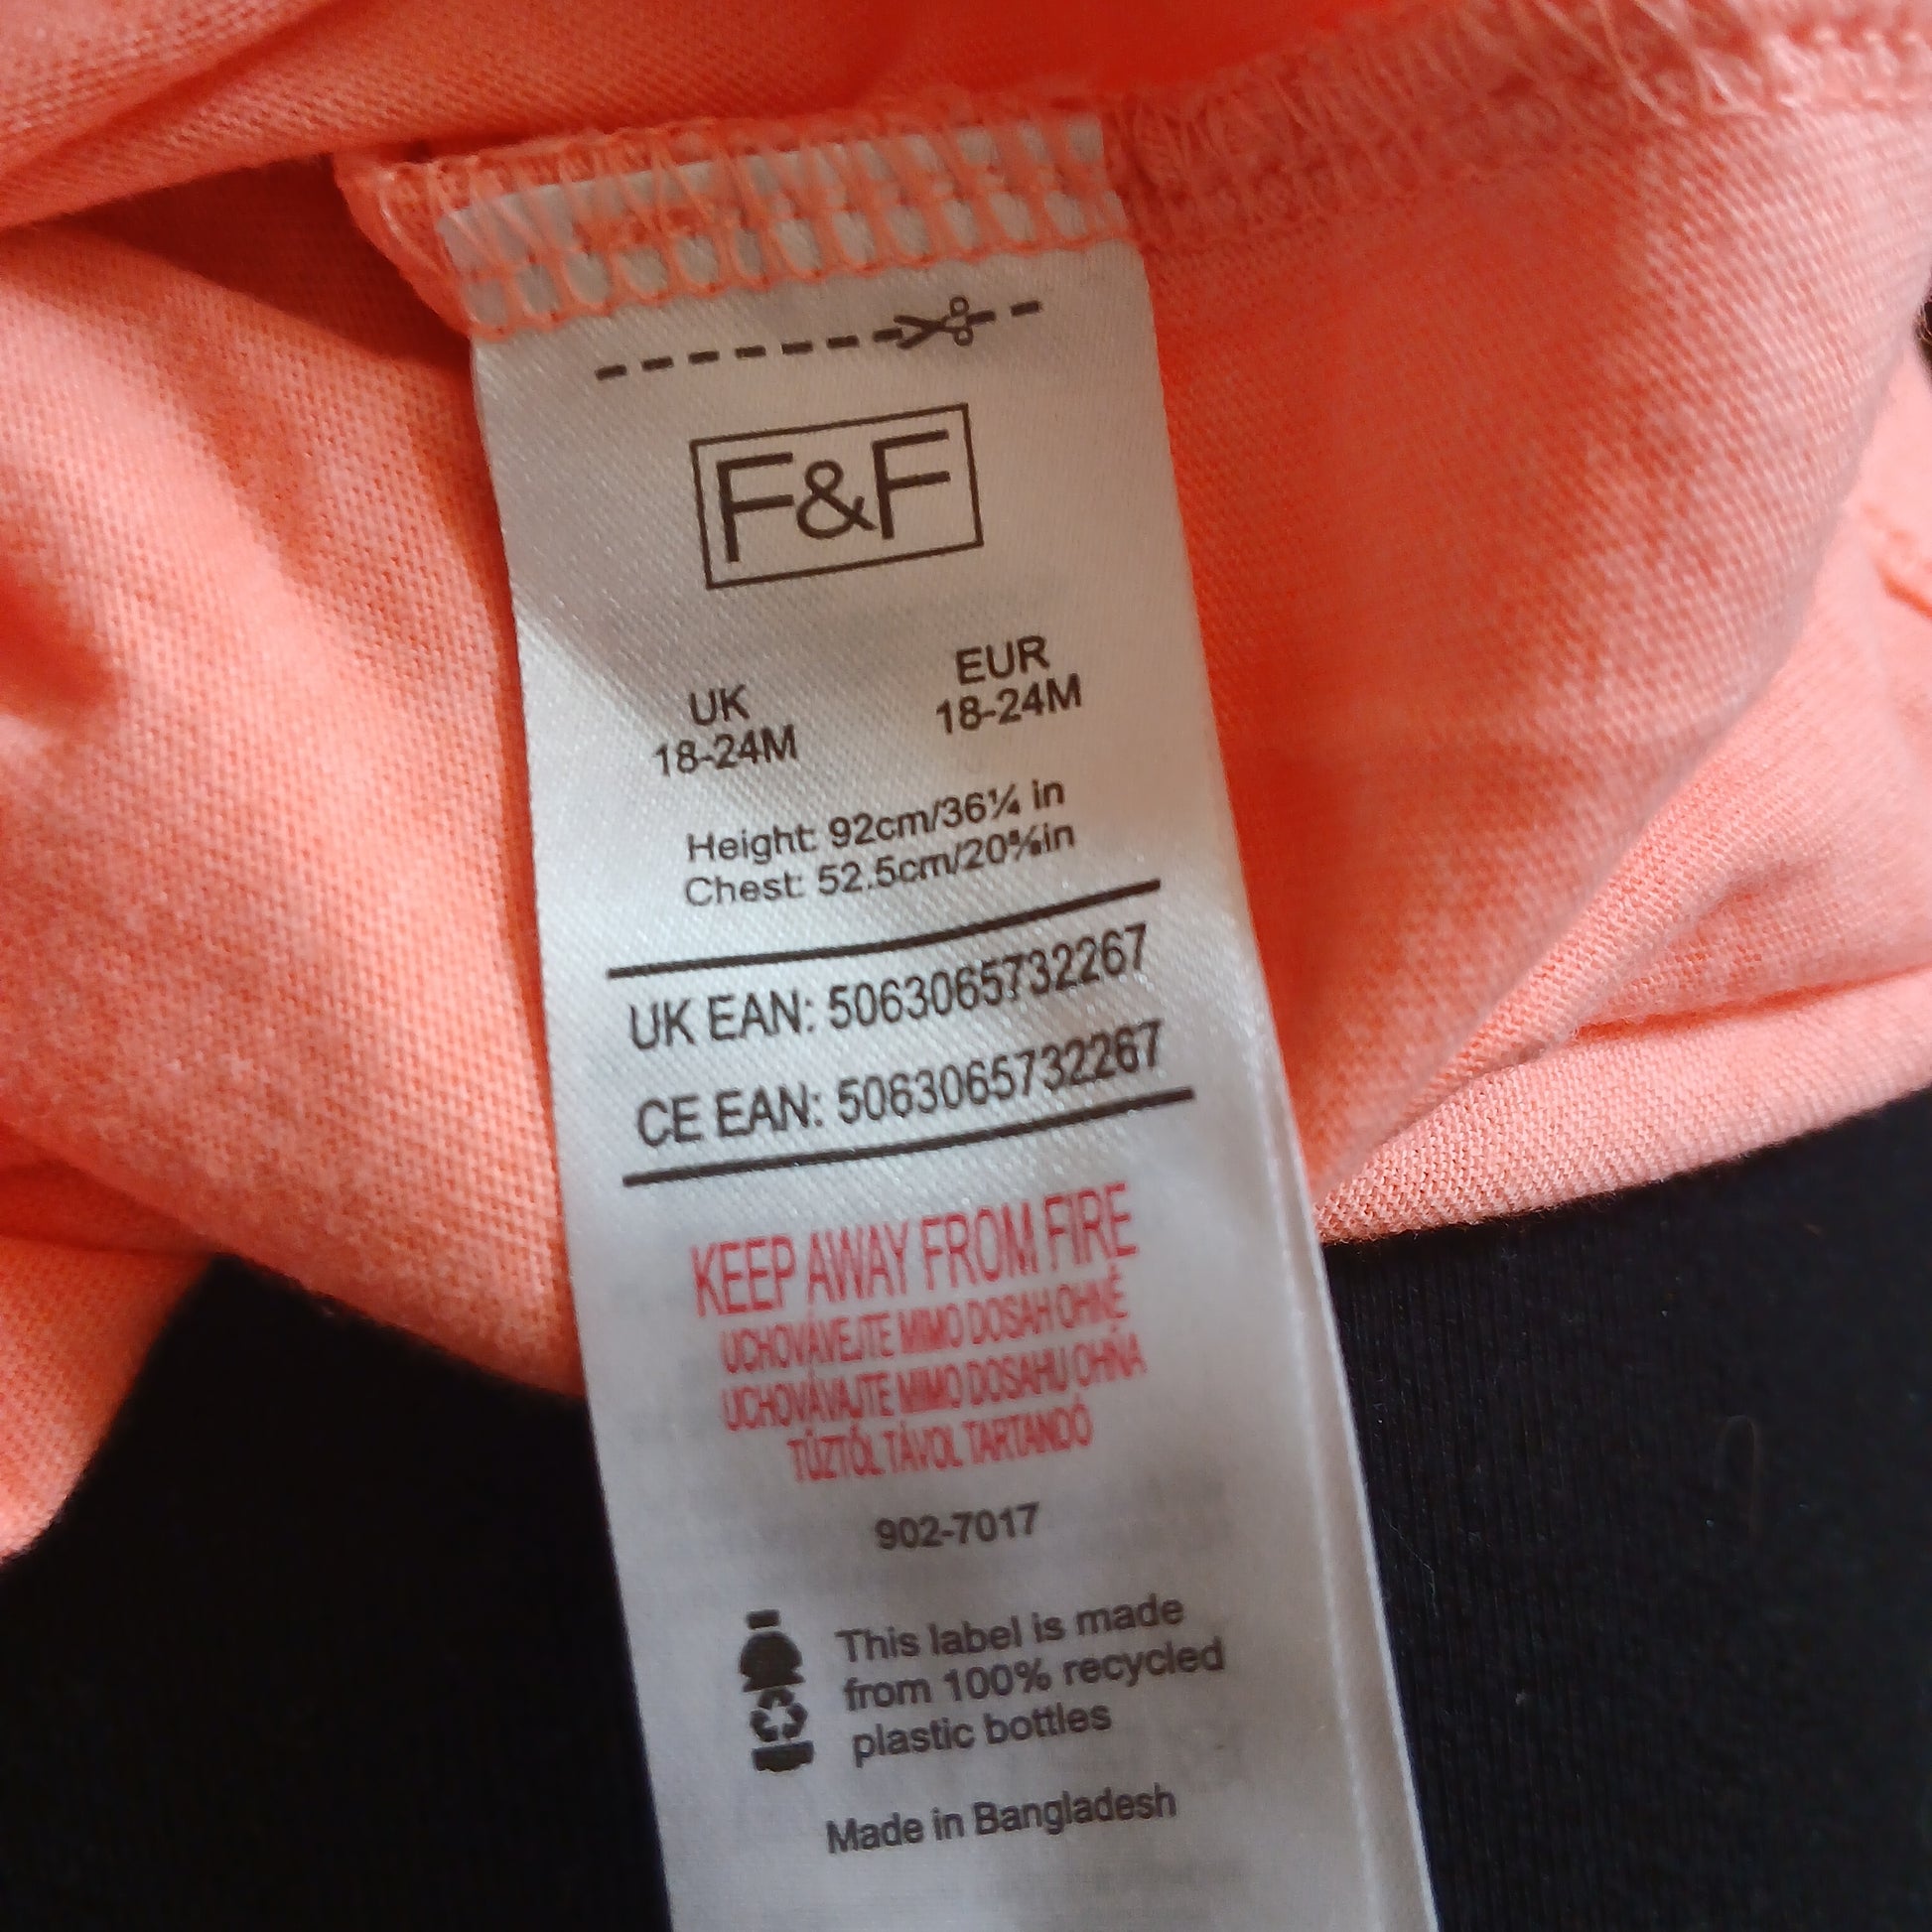 F&F
UK
18-24M
EUR
18-24M
Height: 92cm/36¼ in
Chest: 52.5cm/20⅝in
UK EAN: 5063065732267
CE EAN: 5063065732267
KEEP AWAY FROM FIRE
UCHOVÁVEJTE MIMO DOSAH OHNĚ
UCHOVÁVAJTE MIMO DOSAHU OHŇA
TŰZTŐL TÁVOL TARTANDÓ
902-7017
This label is made
from 100% recycled
plastic bottles
Made in Bangladesh